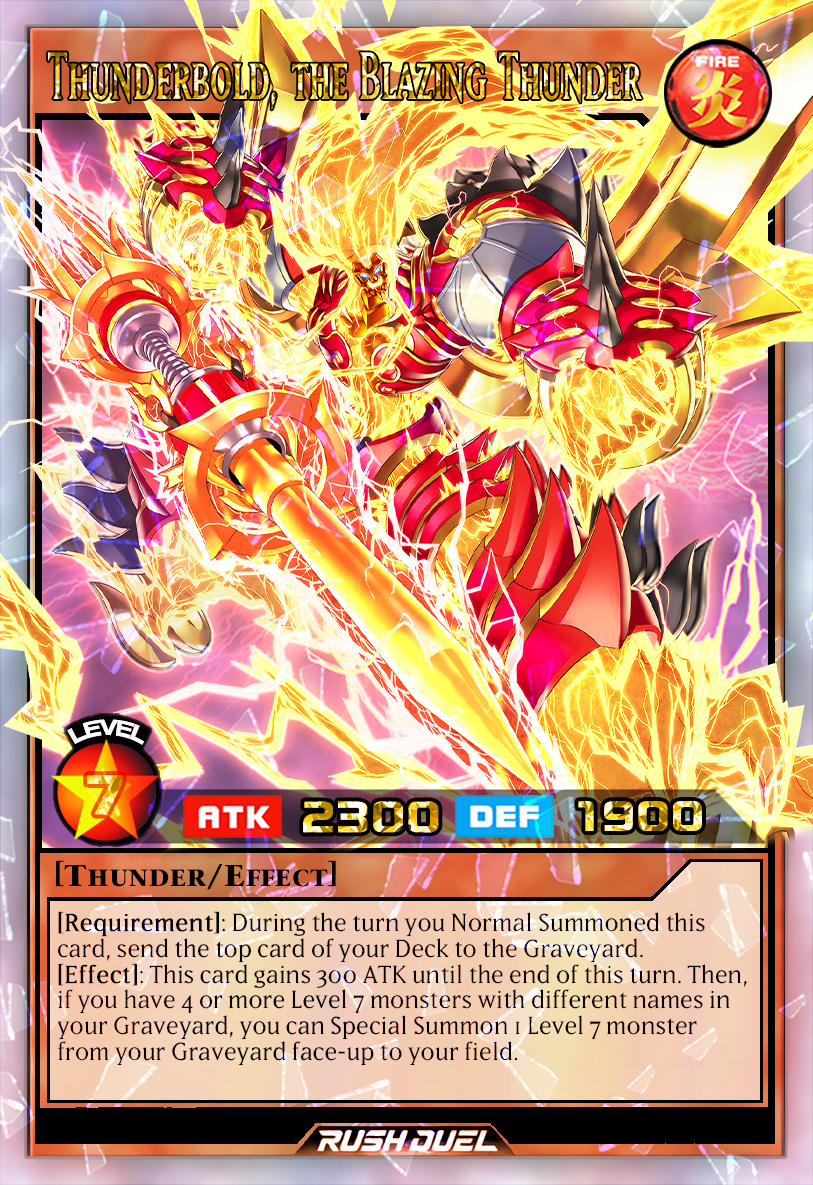 Thunderbold, the Blazing Thunder
FIRE
炎
LEVEL
7
ATK 2300 DEF 1900
[Thunder/Effect]
[Requirement]: During the turn you Normal Summoned this
card, send the top card of your Deck to the Graveyard.
[Effect]: This card gains 300 ATK until the end of this turn. Then,
if you have 4 or more Level 7 monsters with different names in
your Graveyard, you can Special Summon 1 Level 7 monster
from your Graveyard face-up to your field.
RUSH DUEL